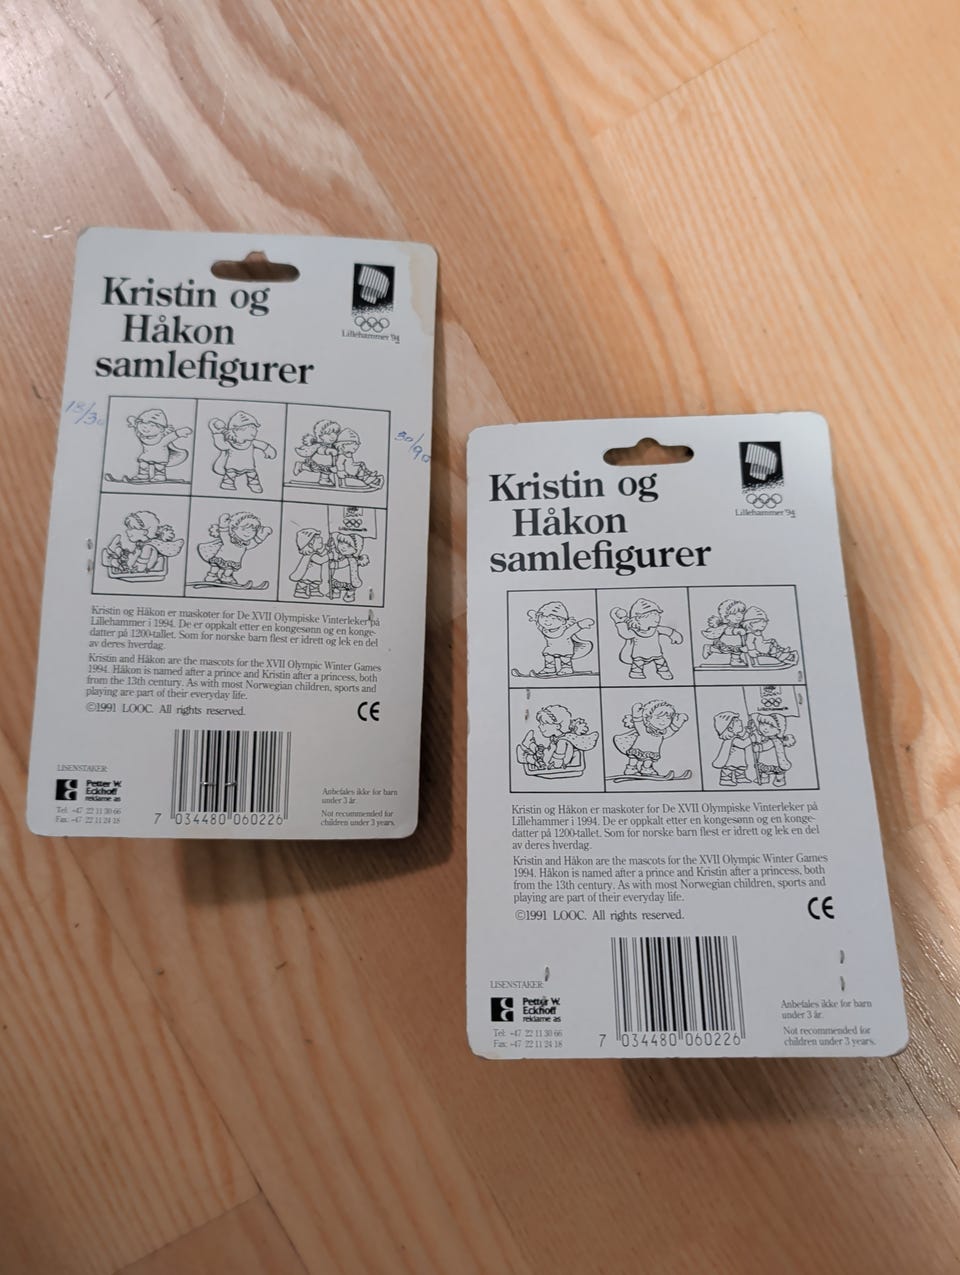 Kristin og
Håkon
samlefigurer
Lillehammer '94
15/30
30/90
Lillehammer '94
Kristin og Håkon er maskoter for De XVII Olympiske Vinterleker på
Lillehammer i 1994. De er oppkalt etter en kongesønn og en konge-
datter på 1200-tallet. Som for norske barn flest er idrett og lek en del
av deres hverdag.
Kristin and Håkon are the mascots for the XVII Olympic Winter Games
1994. Håkon is named after a prince and Kristin after a princess, both
from the 13th century. As with most Norwegian children, sports and
playing are part of their everyday life.
©1991 LOOC. All rights reserved.
CE
LISENSTAKER:
Petter W.
Eckhoff
reklame as
Tel: +47 22 11 30 66
Fax: +47 22 11 24 18
7 034480 060226
Anbefales ikke for barn
under 3 år.
Not recommended for
children under 3 years.
Kristin og
Håkon
samlefigurer
Lillehammer '94
Lillehammer '94
Kristin og Håkon er maskoter for De XVII Olympiske Vinterleker på
Lillehammer i 1994. De er oppkalt etter en kongesønn og en konge-
datter på 1200-tallet. Som for norske barn flest er idrett og lek en del
av deres hverdag.
Kristin and Håkon are the mascots for the XVII Olympic Winter Games
1994. Håkon is named after a prince and Kristin after a princess, both
from the 13th century. As with most Norwegian children, sports and
playing are part of their everyday life.
©1991 LOOC. All rights reserved.
CE
LISENSTAKER:
Petter W.
Eckhoff
reklame as
Tel: +47 22 11 30 66
Fax: +47 22 11 24 18
7 034480 060226
Anbefales ikke for barn
under 3 år.
Not recommended for
children under 3 years.